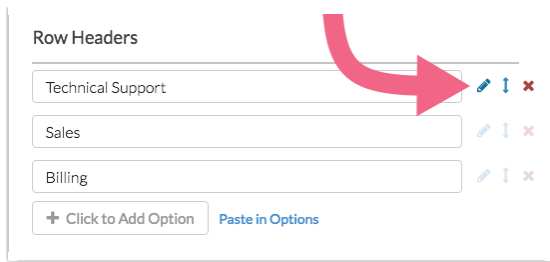 Row Headers
Technical Support
Sales
Billing
Click to Add Option Paste in Options